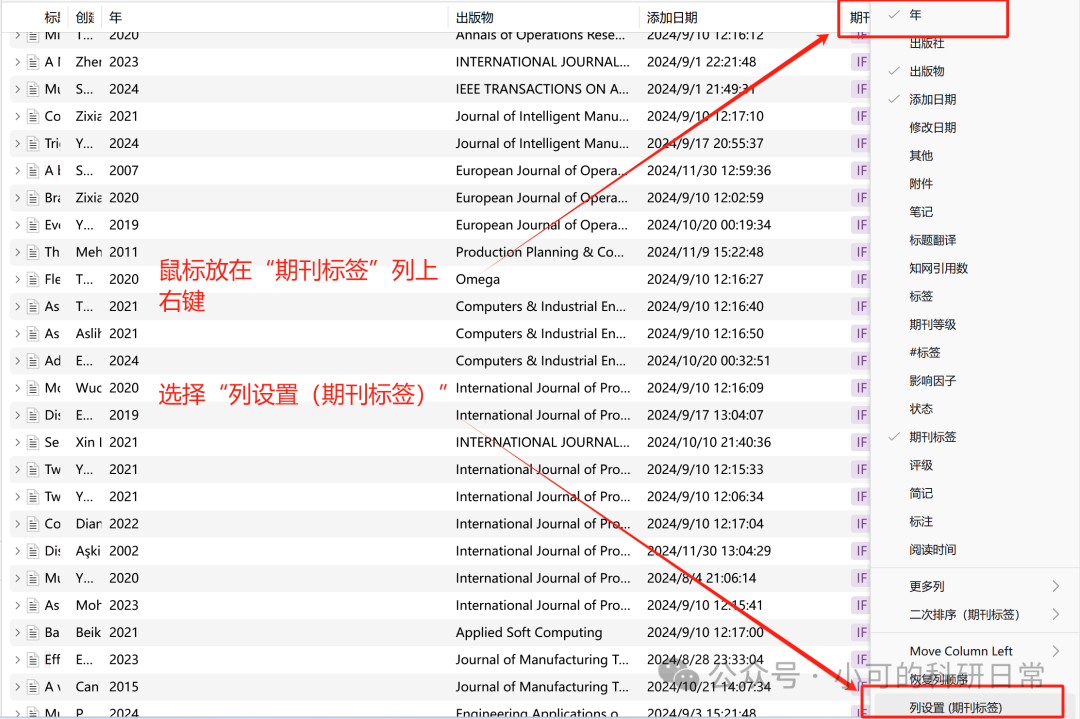 标题 创建 年 出版物 添加日期 期刊
T... 2020 Annals of Operations Rese... 2024/9/10 12:16:12 IF
A Zher 2023 INTERNATIONAL JOURNAL... 2024/9/1 22:21:48 IF
Mu S... 2024 IEEE TRANSACTIONS ON A... 2024/9/1 21:49:31 IF
Co Zixia 2021 Journal of Intelligent Manu... 2024/9/10 12:17:10 IF
Tri Y... 2024 Journal of Intelligent Manu... 2024/9/17 20:55:37 IF
A S... 2007 European Journal of Opera... 2024/11/30 12:59:36 IF
Bra Zixia 2020 European Journal of Opera... 2024/9/10 12:02:59 IF
Eve Y... 2019 European Journal of Opera... 2024/10/20 00:19:34 IF
Th Meh 2011 Production Planning & Co... 2024/11/9 15:22:48 IF
Fle T... 2020 Omega 2024/9/10 12:16:27 IF
As T... 2021 Computers & Industrial En... 2024/9/10 12:16:40 IF
As Aslıh 2021 Computers & Industrial En... 2024/9/10 12:16:50 IF
Ad E... 2024 Computers & Industrial En... 2024/10/20 00:32:51 IF
Mo Wuc 2020 International Journal of Pro... 2024/9/10 12:16:09 IF
Dis E... 2019 International Journal of Pro... 2024/9/17 13:04:07 IF
Se Xin 2021 INTERNATIONAL JOURNAL... 2024/10/10 21:40:36 IF
Tw Y... 2021 International Journal of Pro... 2024/9/10 12:15:33 IF
Tw Y... 2021 International Journal of Pro... 2024/9/10 12:06:34 IF
Co Dian 2022 International Journal of Pro... 2024/9/10 12:17:04 IF
Dis Aşkı 2002 International Journal of Pro... 2024/11/30 13:04:29 IF
Mu Y... 2020 International Journal of Pro... 2024/8/4 21:06:14 IF
As Moh 2023 International Journal of Pro... 2024/9/10 12:15:41 IF
Ba Beik 2021 Applied Soft Computing 2024/9/10 12:17:00 IF
Eff E... 2023 Journal of Manufacturing T... 2024/8/28 23:33:04 IF
A v Can 2015 Journal of Manufacturing T... 2024/10/21 14:07:34 IF
Mu P... 2024 Engineering Applications o... 2024/9/3 15:21:48 IF
鼠标放在“期刊标签”列上
右键
选择“列设置（期刊标签）”
年
出版社
出版物
添加日期
修改日期
其他
附件
笔记
标题翻译
知网引用数
标签
期刊等级
#标签
影响因子
状态
期刊标签
评级
简记
标注
阅读时间
更多列
二次排序（期刊标签）
Move Column Left
恢复列顺序
列设置 (期刊标签)
公众号 · 小可的科研日常